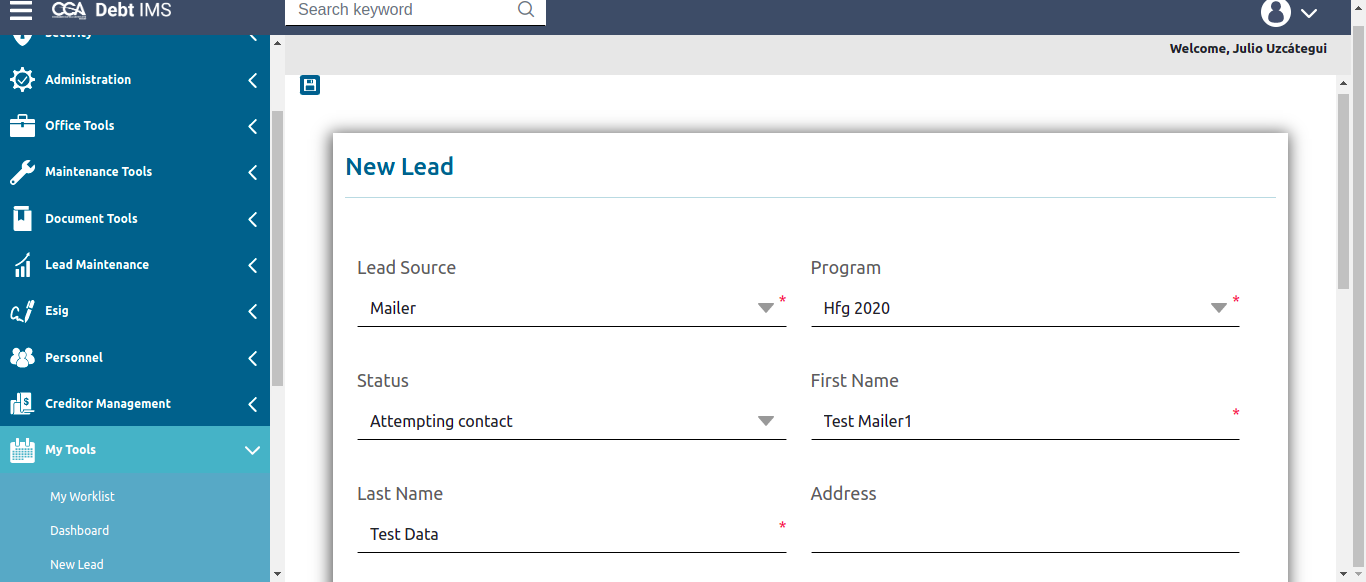 CGA Debt IMS
Search keyword
Welcome, Julio Uzcátegui
Security
Administration
Office Tools
Maintenance Tools
Document Tools
Lead Maintenance
Esig
Personnel
Creditor Management
My Tools
My Worklist
Dashboard
New Lead
New Lead
Lead Source
Program
Mailer *
Hfg 2020 *
Status
First Name
Attempting contact
Test Mailer1 *
Last Name
Address
Test Data *